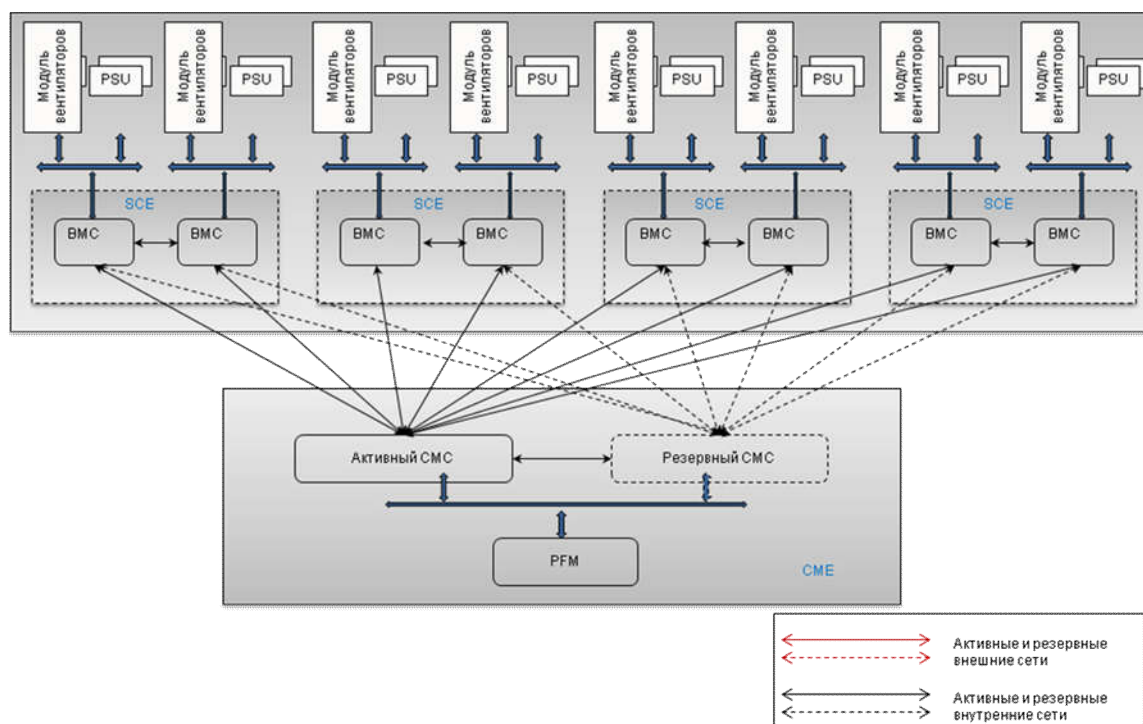 Модуль
вентиляторов
PSU
Модуль
вентиляторов
PSU
Модуль
вентиляторов
PSU
Модуль
вентиляторов
PSU
Модуль
вентиляторов
PSU
Модуль
вентиляторов
PSU
Модуль
вентиляторов
PSU
Модуль
вентиляторов
PSU
SCE
SCE
SCE
SCE
BMC
BMC
BMC
BMC
BMC
BMC
BMC
BMC
Активный СМС
Резервный СМС
PFM
CME
Активные и резервные
внешние сети
Активные и резервные
внутренние сети